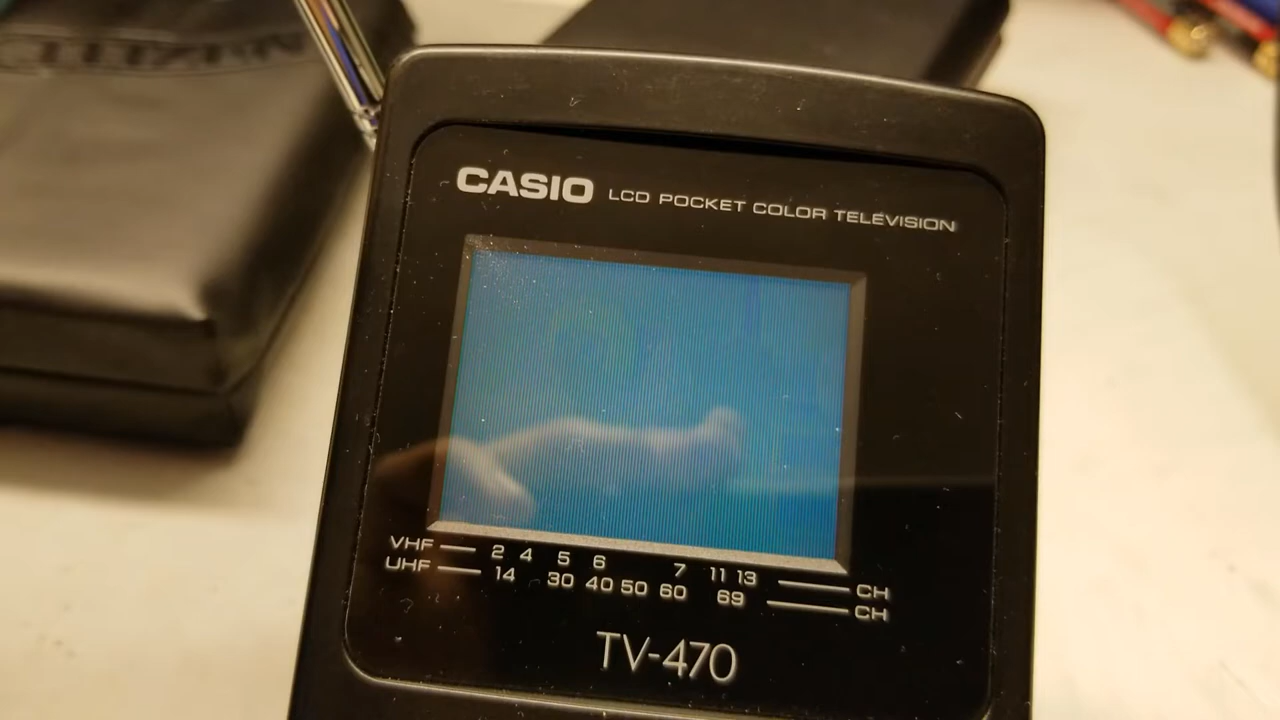 CITIZEN
CASIO LCD POCKET COLOR TELEVISION
VHF 2 4 5 6 7 11 13 CH
UHF 14 30 40 50 60 69 CH
TV-470